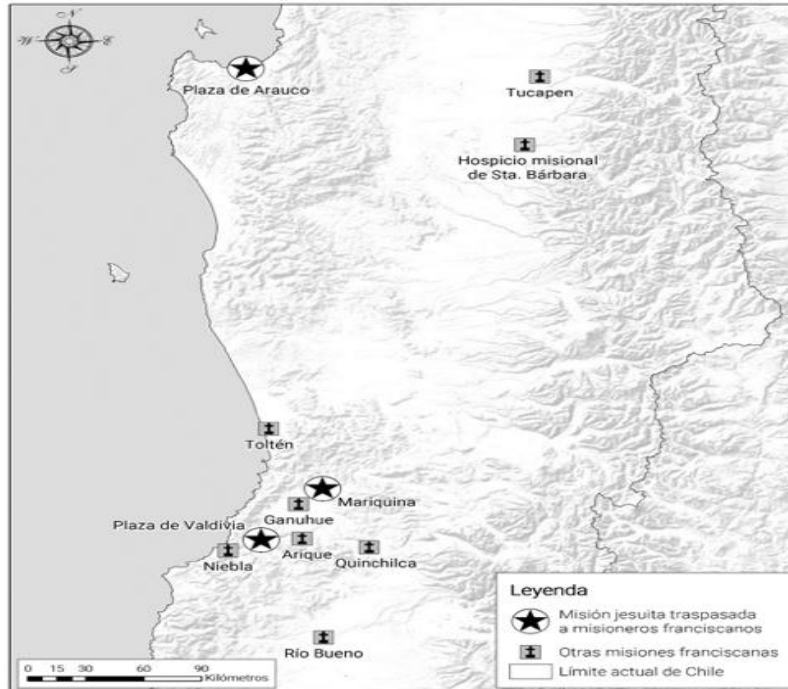 N
W E
S
Plaza de Arauco
Tucapen
Hospicio misional
de Sta. Bárbara
Toltén
Mariquina
Ganuhue
Plaza de Valdivia
Arique
Niebla
Quinchilca
Río Bueno
Leyenda
Misión jesuita traspasada
a misioneros franciscanos
Otras misiones franciscanas
Límite actual de Chile
0 15 30 60 90
Kilómetros